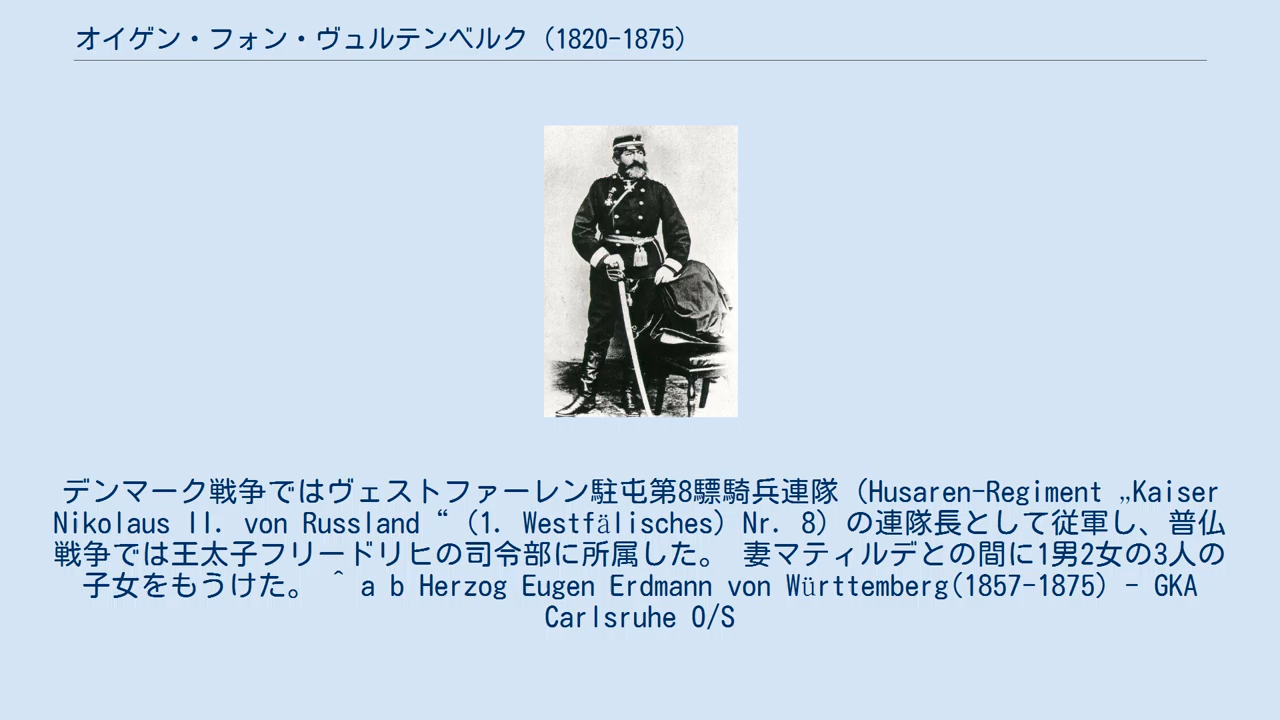 オイゲン・フォン・ヴュルテンベルク（1820-1875）
デンマーク戦争ではヴェストファーレン駐屯第8驃騎兵連隊（Husaren-Regiment „Kaiser
Nikolaus II. von Russland “（1. Westfälisches）Nr. 8）の連隊長として従軍し、普仏
戦争では王太子フリードリヒの司令部に所属した。 妻マティルデとの間に1男2女の3人の
子女をもうけた。 ^ a b Herzog Eugen Erdmann von Württemberg(1857-1875) - GKA
Carlsruhe O/S